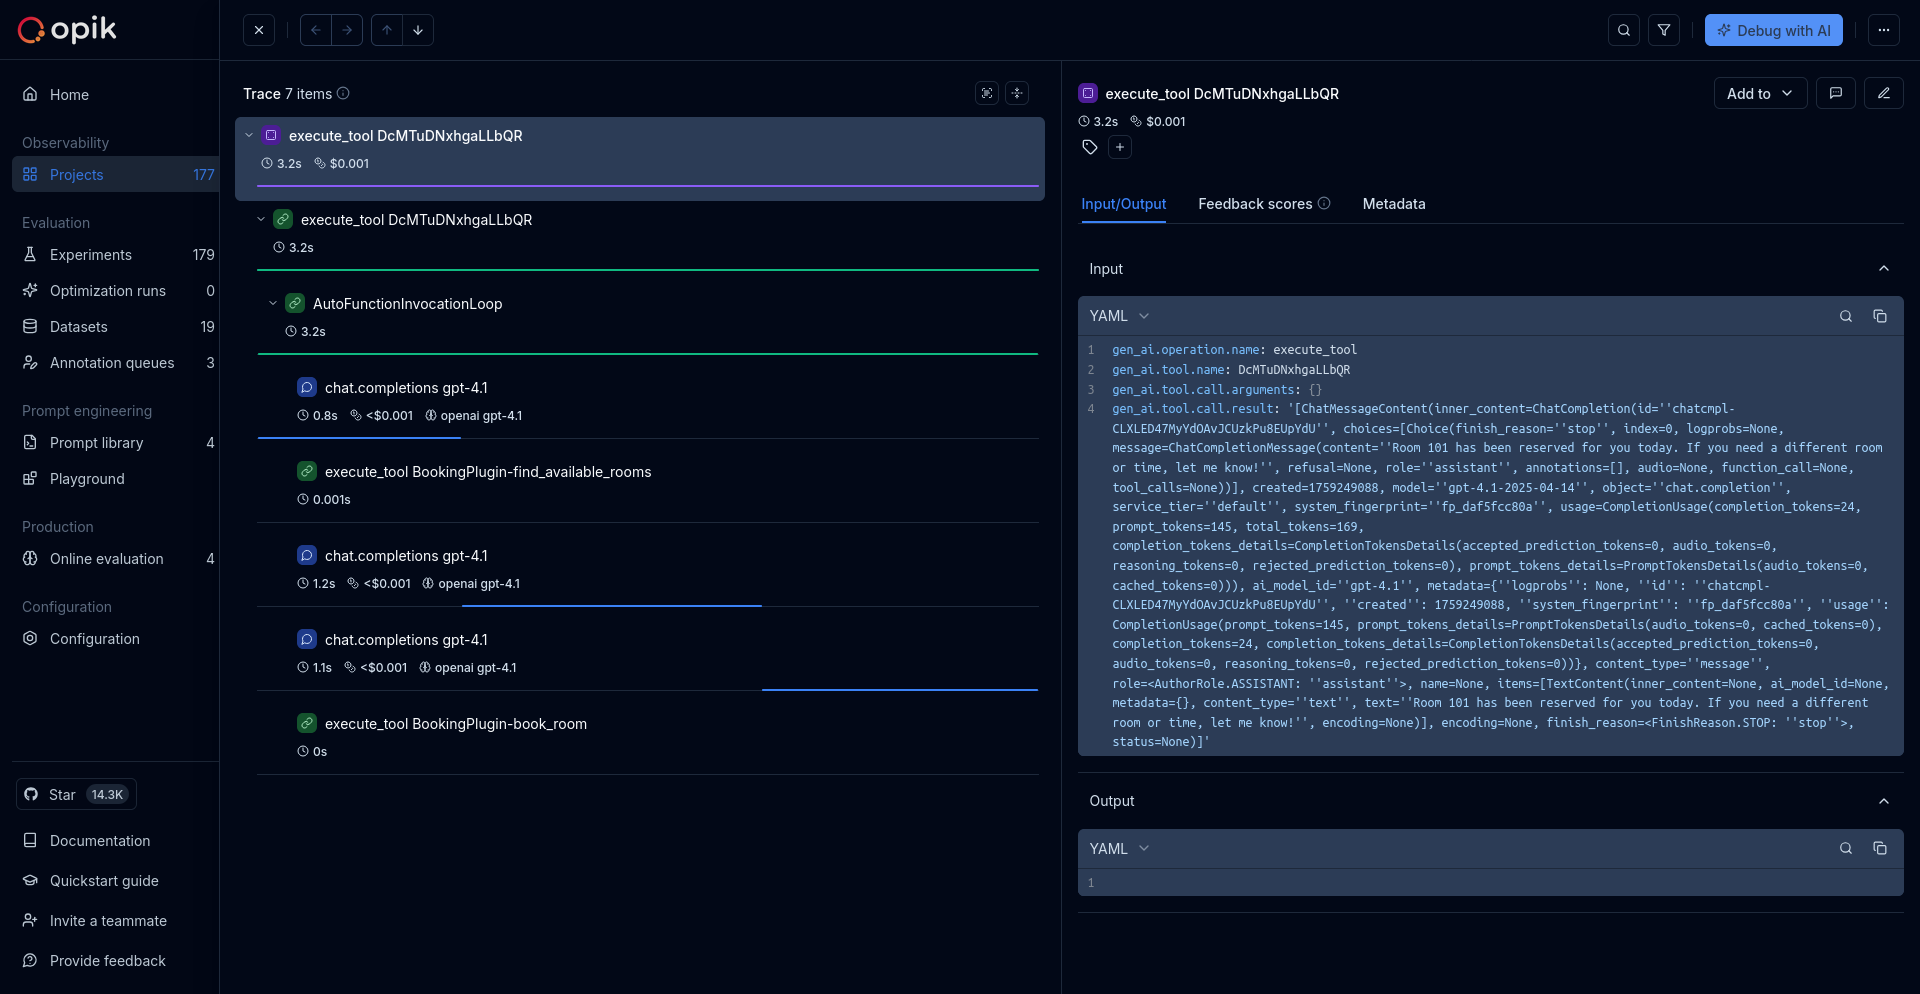 opik
Home
Observability
Projects 177
Evaluation
Experiments 179
Optimization runs 0
Datasets 19
Annotation queues 3
Prompt engineering
Prompt library 4
Playground
Production
Online evaluation 4
Configuration
Configuration
Star 14.3K
Documentation
Quickstart guide
Invite a teammate
Provide feedback
Debug with AI
Trace 7 items
execute_tool DcMTuDNxhgaLLbQR
3.2s $0.001
execute_tool DcMTuDNxhgaLLbQR
3.2s
AutoFunctionInvocationLoop
3.2s
chat.completions gpt-4.1
0.8s <$0.001 openai gpt-4.1
execute_tool BookingPlugin-find_available_rooms
0.001s
chat.completions gpt-4.1
1.2s <$0.001 openai gpt-4.1
chat.completions gpt-4.1
1.1s <$0.001 openai gpt-4.1
execute_tool BookingPlugin-book_room
0s
execute_tool DcMTuDNxhgaLLbQR
Add to
3.2s $0.001
Input/Output Feedback scores Metadata
Input
YAML
1 gen_ai.operation.name: execute_tool
2 gen_ai.tool.name: DcMTuDNxhgaLLbQR
3 gen_ai.tool.call.arguments: {}
4 gen_ai.tool.call.result: '[ChatMessageContent(inner_content=ChatCompletion(id=''chatcmpl-
CLXLED47MyYdOAvJCUzkPu8EUpYdU'', choices=[Choice(finish_reason=''stop'', index=0, logprobs=None,
message=ChatCompletionMessage(content=''Room 101 has been reserved for you today. If you need a different room
or time, let me know!'', refusal=None, role=''assistant'', annotations=[], audio=None, function_call=None,
tool_calls=None))], created=1759249088, model=''gpt-4.1-2025-04-14'', object=''chat.completion'',
service_tier=''default'', system_fingerprint=''fp_daf5fcc80a'', usage=CompletionUsage(completion_tokens=24,
prompt_tokens=145, total_tokens=169,
completion_tokens_details=CompletionTokensDetails(accepted_prediction_tokens=0, audio_tokens=0,
reasoning_tokens=0, rejected_prediction_tokens=0), prompt_tokens_details=PromptTokensDetails(audio_tokens=0,
cached_tokens=0))), ai_model_id=''gpt-4.1'', metadata={''logprobs'': None, ''id'': ''chatcmpl-
CLXLED47MyYdOAvJCUzkPu8EUpYdU'', ''created'': 1759249088, ''system_fingerprint'': ''fp_daf5fcc80a'', ''usage'':
CompletionUsage(prompt_tokens=145, prompt_tokens_details=PromptTokensDetails(audio_tokens=0, cached_tokens=0),
completion_tokens=24, completion_tokens_details=CompletionTokensDetails(accepted_prediction_tokens=0,
audio_tokens=0, reasoning_tokens=0, rejected_prediction_tokens=0))}, content_type=''message'',
role=<AuthorRole.ASSISTANT: ''assistant''>, name=None, items=[TextContent(inner_content=None, ai_model_id=None,
metadata={}, content_type=''text'', text=''Room 101 has been reserved for you today. If you need a different
room or time, let me know!'', encoding=None)], encoding=None, finish_reason=<FinishReason.STOP: ''stop''>,
status=None)]'
Output
YAML
1